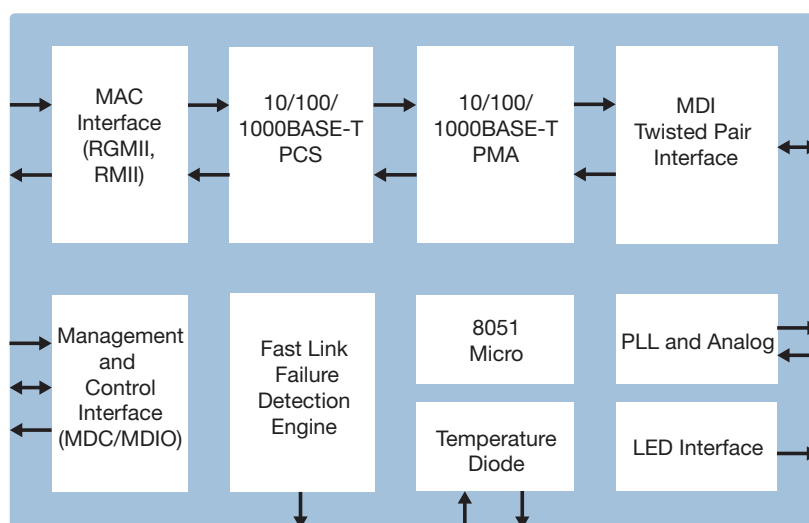 MAC
Interface
(RGMII,
RMII)
10/100/
1000BASE-T
PCS
10/100/
1000BASE-T
PMA
MDI
Twisted Pair
Interface
Management
and
Control
Interface
(MDC/MDIO)
Fast Link
Failure
Detection
Engine
8051
Micro
PLL and Analog
Temperature
Diode
LED Interface